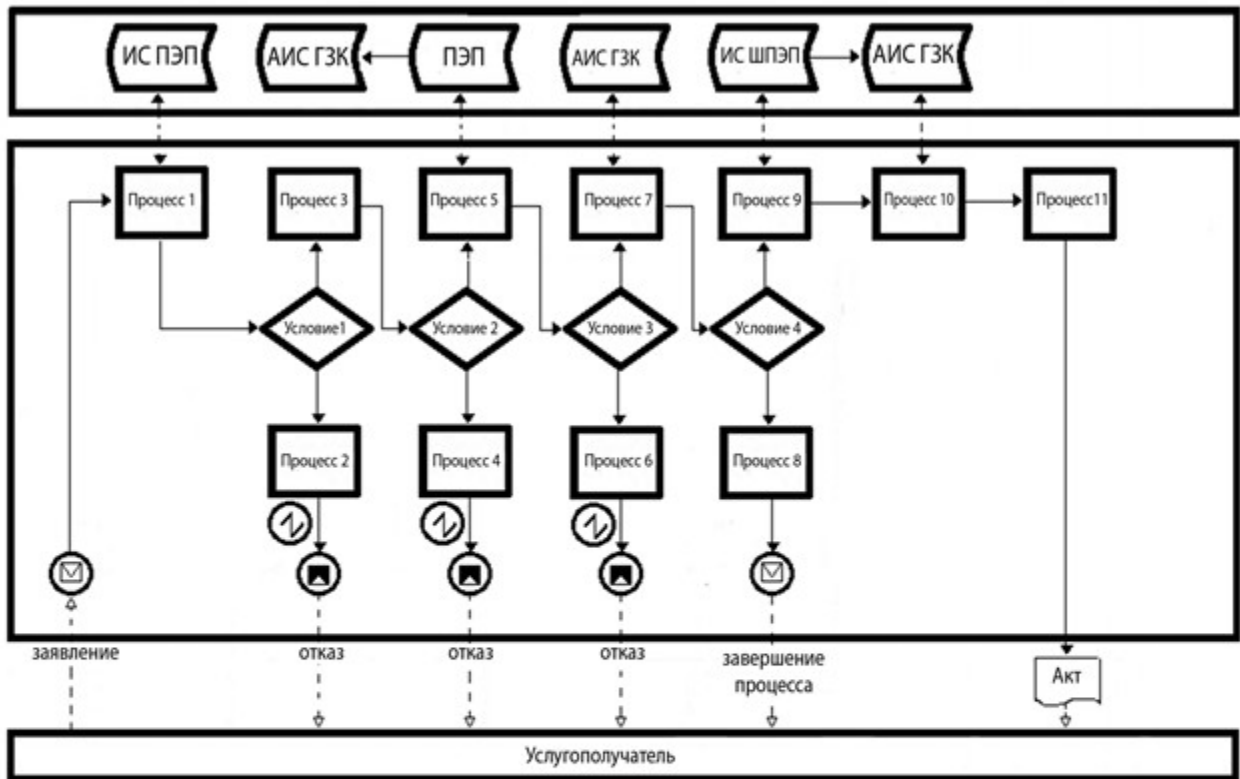 ИС ПЭП
АИС ГЗК
ПЭП
АИС ГЗК
ИС ШПЭП
АИС ГЗК
Процесс 1
Процесс 3
Процесс 5
Процесс 7
Процесс 9
Процесс 10
Процесс11
Условие1
Условие 2
Условие 3
Условие 4
Процесс 2
Процесс 4
Процесс 6
Процесс 8
заявление
отказ
отказ
отказ
завершение
процесса
Акт
Услугополучатель